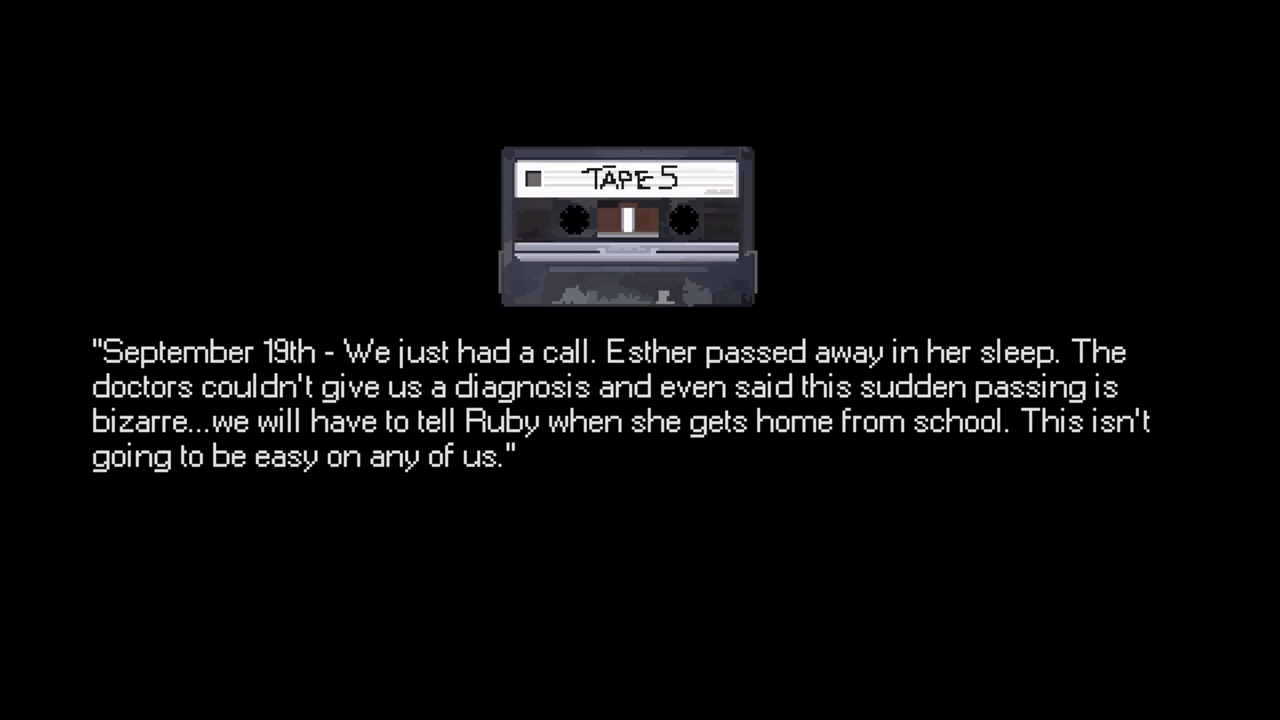 TAPE 5
"September 19th - We just had a call. Esther passed away in her sleep. The
doctors couldn't give us a diagnosis and even said this sudden passing is
bizarre...we will have to tell Ruby when she gets home from school. This isn't
going to be easy on any of us."